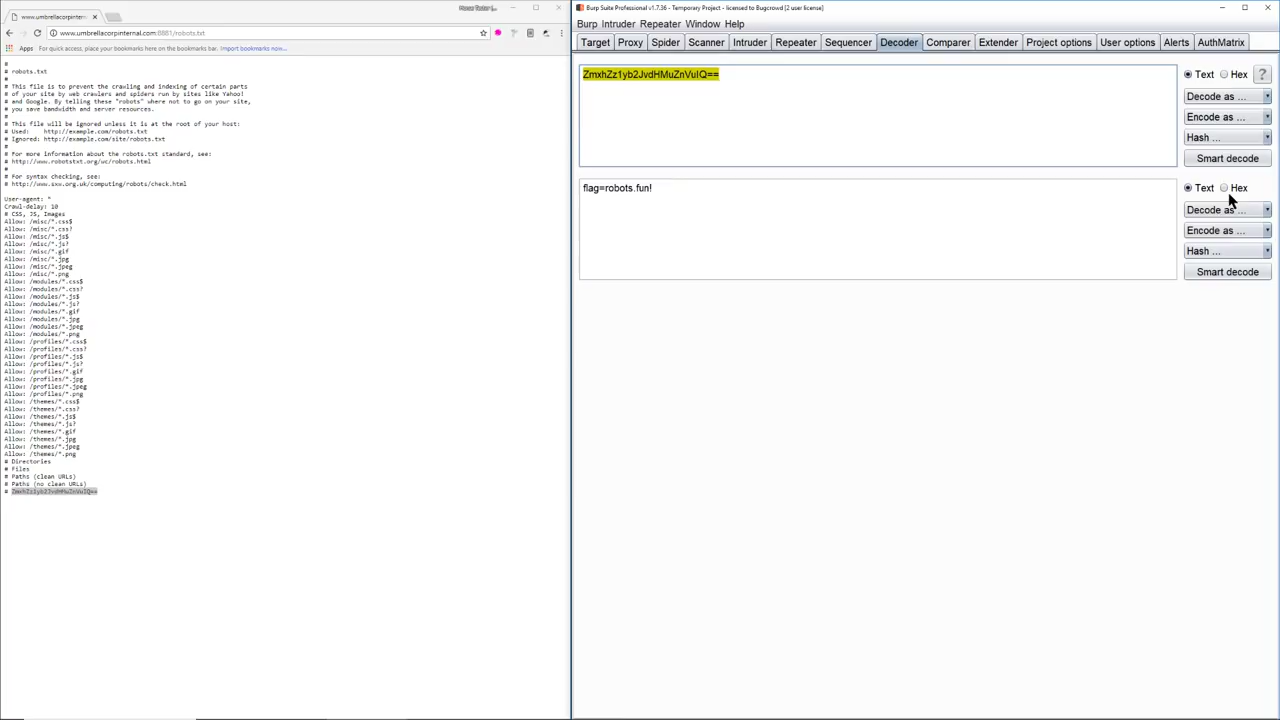 www.umbrellacorpintern
www.umbrellacorpinternal.com:8881/robots.txt
Apps For quick access, place your bookmarks here on the bookmarks bar. Import bookmarks now...
#
# robots.txt
#
# This file is to prevent the crawling and indexing of certain parts
# of your site by web crawlers and spiders run by sites like Yahoo!
# and Google. By telling these "robots" where not to go on your site,
# you save bandwidth and server resources.
#
# This file will be ignored unless it is at the root of your host:
# Used: http://example.com/robots.txt
# Ignored: http://example.com/site/robots.txt
#
# For more information about the robots.txt standard, see:
# http://www.robotstxt.org/wc/robots.html
#
# For syntax checking, see:
# http://www.sxw.org.uk/computing/robots/check.html
User-agent: *
Crawl-delay: 10
# CSS, JS, Images
Allow: /misc/*.css$
Allow: /misc/*.css?
Allow: /misc/*.js$
Allow: /misc/*.js?
Allow: /misc/*.gif
Allow: /misc/*.jpg
Allow: /misc/*.jpeg
Allow: /misc/*.png
Allow: /modules/*.css$
Allow: /modules/*.css?
Allow: /modules/*.js$
Allow: /modules/*.js?
Allow: /modules/*.gif
Allow: /modules/*.jpg
Allow: /modules/*.jpeg
Allow: /modules/*.png
Allow: /profiles/*.css$
Allow: /profiles/*.css?
Allow: /profiles/*.js$
Allow: /profiles/*.js?
Allow: /profiles/*.gif
Allow: /profiles/*.jpg
Allow: /profiles/*.jpeg
Allow: /profiles/*.png
Allow: /themes/*.css$
Allow: /themes/*.css?
Allow: /themes/*.js$
Allow: /themes/*.js?
Allow: /themes/*.gif
Allow: /themes/*.jpg
Allow: /themes/*.jpeg
Allow: /themes/*.png
# Directories
# Files
# Paths (clean URLs)
# Paths (no clean URLs)
# ZmxhZz1yb2JvdHMuZnVuIQ==
Burp Suite Professional v1.7.36 - Temporary Project - licensed to Bugcrowd [2 user license]
Burp Intruder Repeater Window Help
Target Proxy Spider Scanner Intruder Repeater Sequencer Decoder Comparer Extender Project options User options Alerts AuthMatrix
ZmxhZz1yb2JvdHMuZnVuIQ==
Text Hex ?
Decode as ...
Encode as ...
Hash ...
Smart decode
flag=robots.fun!
Text Hex
Decode as ...
Encode as ...
Hash ...
Smart decode